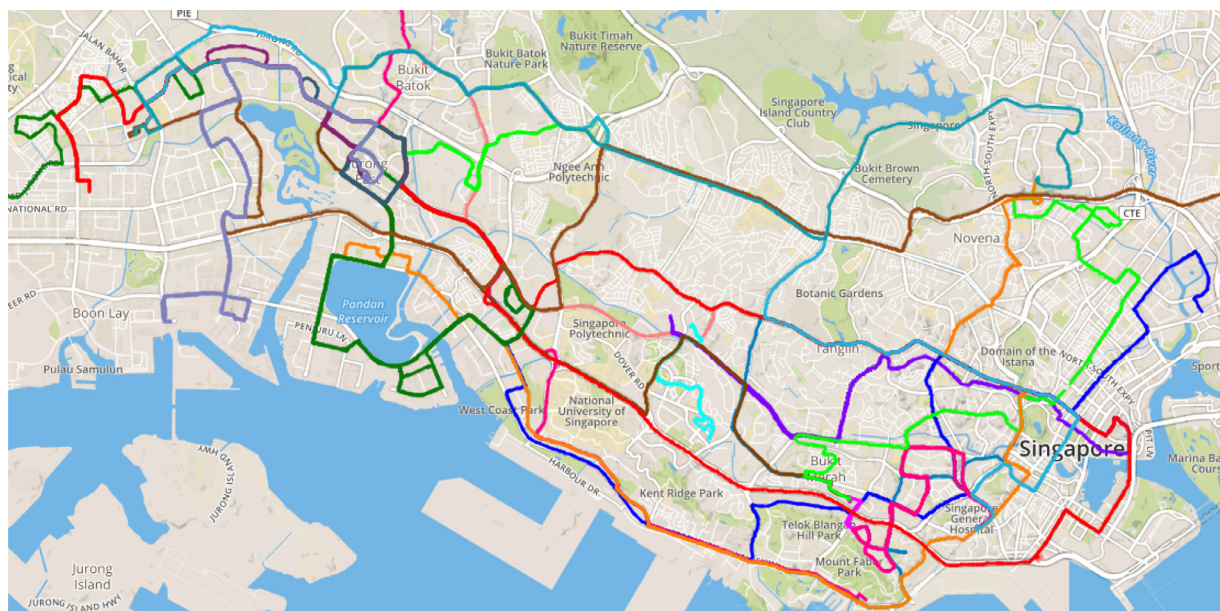 PIE
JURONG RD
JALAN BAHAR
Bukit Batok
Nature Park
Bukit Timah
Nature Reserve
Bukit
Batok
Singapore
Island Country
Club
Singapore
NORTH-SOUTH EXPY
Kallang River
Ngee Ann
Polytechnic
Bukit Brown
Cemetery
Jurong
NATIONAL RD
CTE
Novena
Botanic Gardens
Pandan
Reservoir
Boon Lay
PENJURU LN
Singapore
Polytechnic
DOVER RD
Tanglin
Domain of the
Istana
NORTH-SOUTH EXPY
Pulau Samulun
West Coast Park
National
University of
Singapore
Bukit
Merah
Singapore
Marina Ba
Cours
JURONG ISLAND HWY
HARBOUR DR
Kent Ridge Park
Telok Blangah
Hill Park
Singapore
General
Hospital
Mount Faber
Park
Jurong
Island
JURONG ISLAND HWY